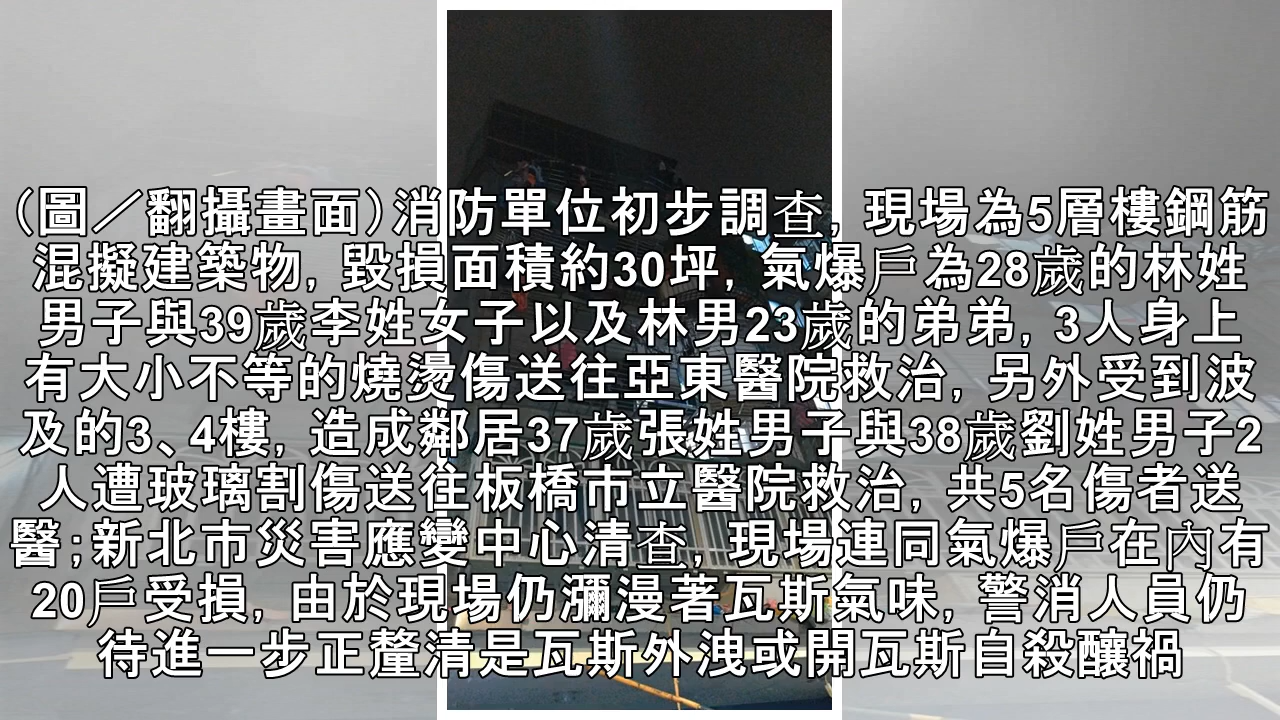 (圖／翻攝畫面)消防單位初步調查, 現場為5層樓鋼筋
混擬建築物, 毀損面積約30坪, 氣爆戶為28歲的林姓
男子與39歲李姓女子以及林男23歲的弟弟, 3人身上
有大小不等的燒燙傷送往亞東醫院救治, 另外受到波
及的3、4樓, 造成鄰居37歲張姓男子與38歲劉姓男子2
人遭玻璃割傷送往板橋市立醫院救治, 共5名傷者送
醫;新北市災害應變中心清查, 現場連同氣爆戶在內有
20戶受損, 由於現場仍瀰漫著瓦斯氣味, 警消人員仍
待進一步正釐清是瓦斯外洩或開瓦斯自殺釀禍